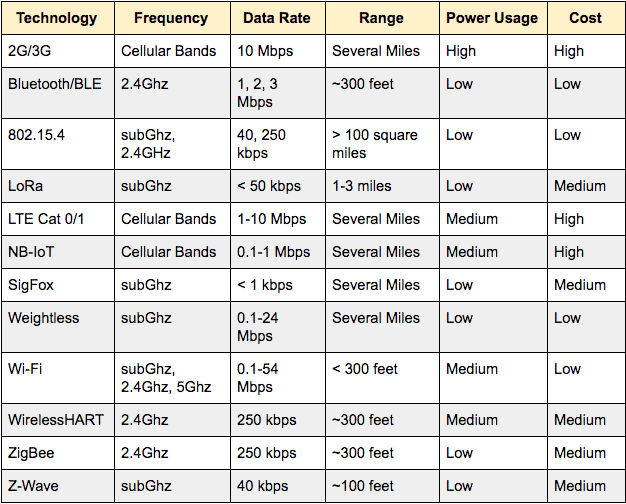 Technology Frequency Data Rate Range Power Usage Cost
2G/3G Cellular Bands 10 Mbps Several Miles High High
Bluetooth/BLE 2.4Ghz 1, 2, 3 ~300 feet Low Low
Mbps
802.15.4 subGhz, 40, 250 > 100 square Low Low
2.4GHz kbps miles
LoRa subGhz < 50 kbps 1-3 miles Low Medium
LTE Cat 0/1 Cellular Bands 1-10 Mbps Several Miles Medium High
NB-IoT Cellular Bands 0.1-1 Mbps Several Miles Medium High
SigFox subGhz < 1 kbps Several Miles Low Medium
Weightless subGhz 0.1-24 Several Miles Low Low
Mbps
Wi-Fi subGhz, 0.1-54 < 300 feet Medium Low
2.4Ghz, 5Ghz Mbps
WirelessHART 2.4Ghz 250 kbps ~300 feet Medium Medium
ZigBee 2.4Ghz 250 kbps ~300 feet Low Medium
Z-Wave subGhz 40 kbps ~100 feet Low Medium